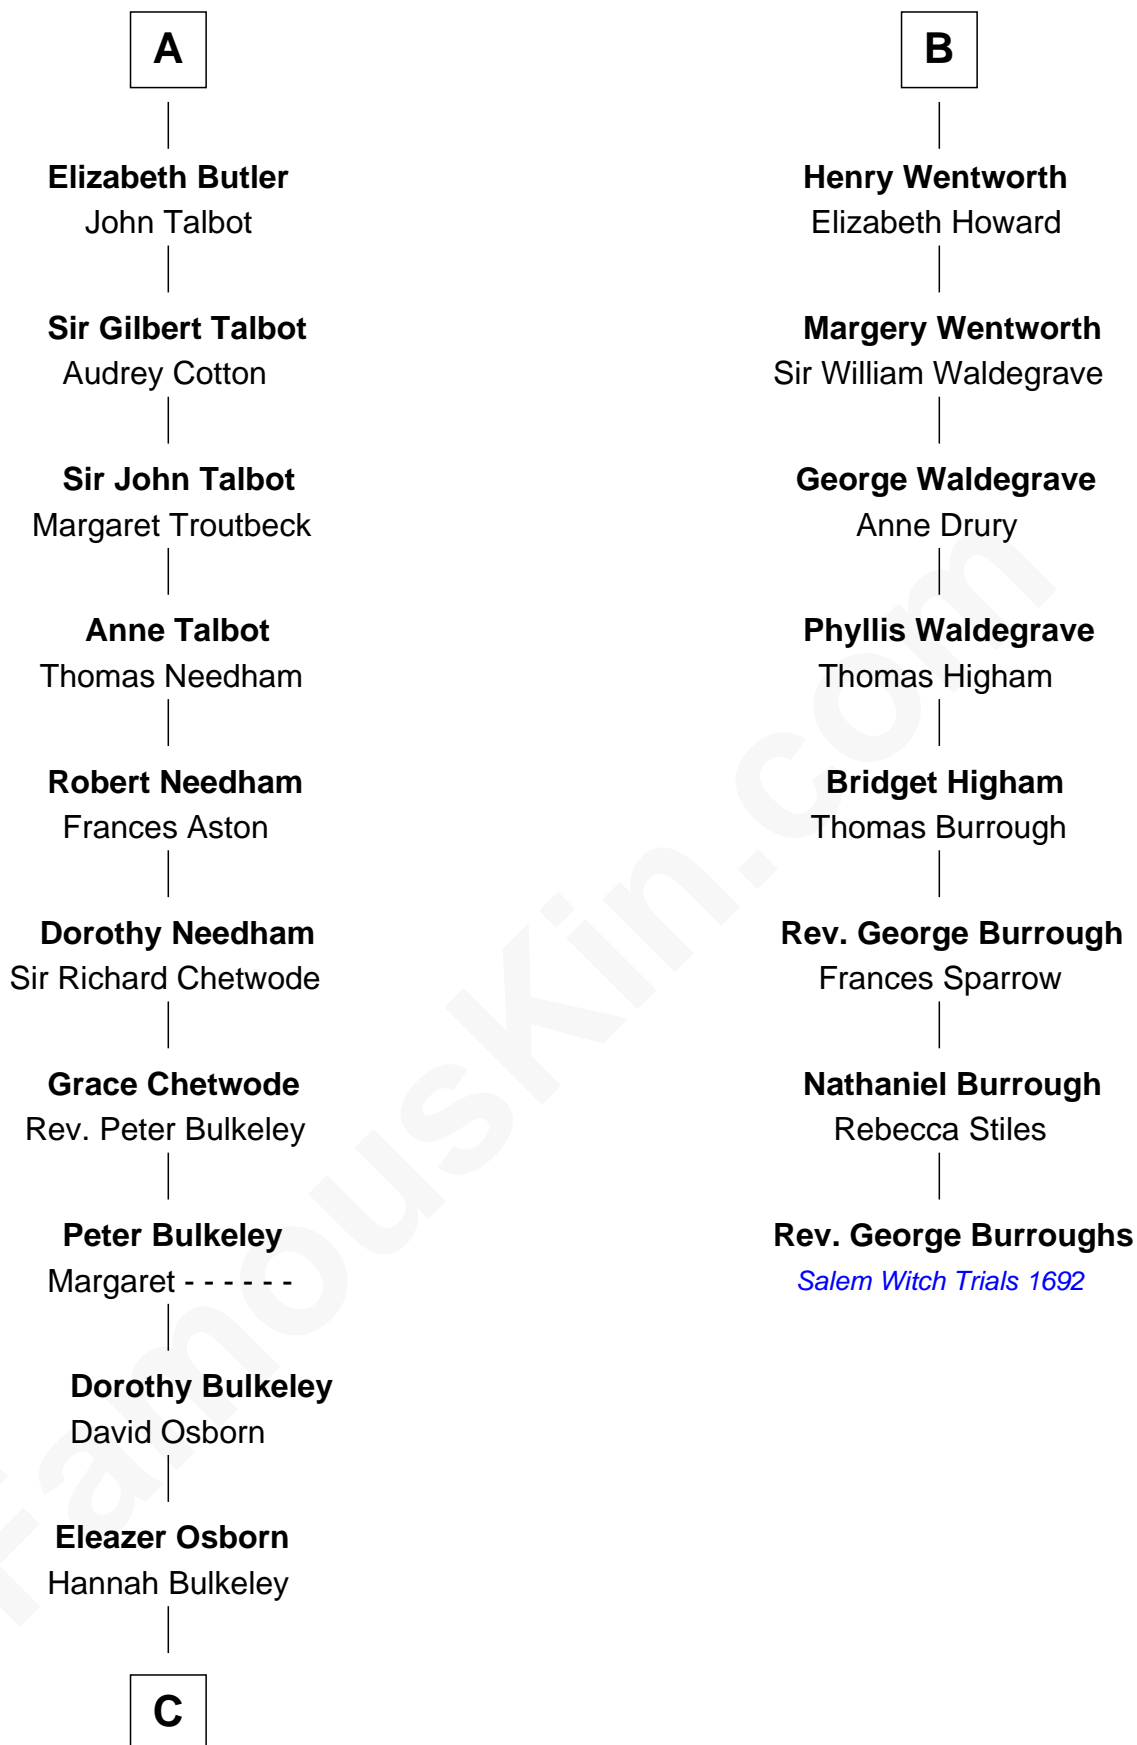 A
Elizabeth Butler
John Talbot
Sir Gilbert Talbot
Audrey Cotton
Sir John Talbot
Margaret Troutbeck
Anne Talbot
Thomas Needham
Robert Needham
Frances Aston
Dorothy Needham
Sir Richard Chetwode
Grace Chetwode
Rev. Peter Bulkeley
Peter Bulkeley
Margaret - - - - - -
Dorothy Bulkeley
David Osborn
Eleazer Osborn
Hannah Bulkeley
C
B
Henry Wentworth
Elizabeth Howard
Margery Wentworth
Sir William Waldegrave
George Waldegrave
Anne Drury
Phyllis Waldegrave
Thomas Higham
Bridget Higham
Thomas Burrough
Rev. George Burrough
Frances Sparrow
Nathaniel Burrough
Rebecca Stiles
Rev. George Burroughs
Salem Witch Trials 1692
FamousKin.com